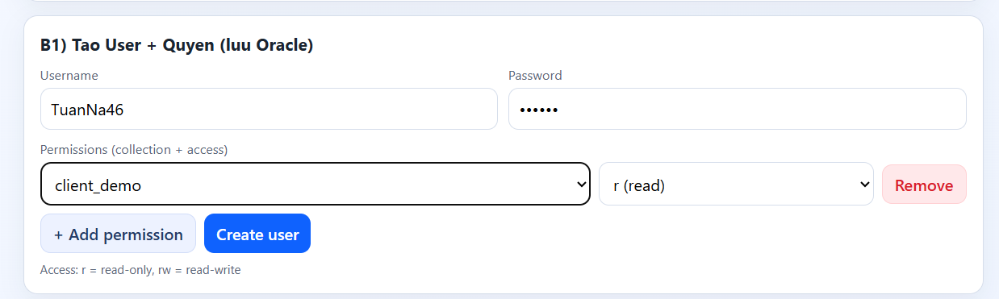 B1) Tao User + Quyen (luu Oracle)
Username Password
TuanNa46 ••••••
Permissions (collection + access)
client_demo r (read) Remove
+ Add permission Create user
Access: r = read-only, rw = read-write